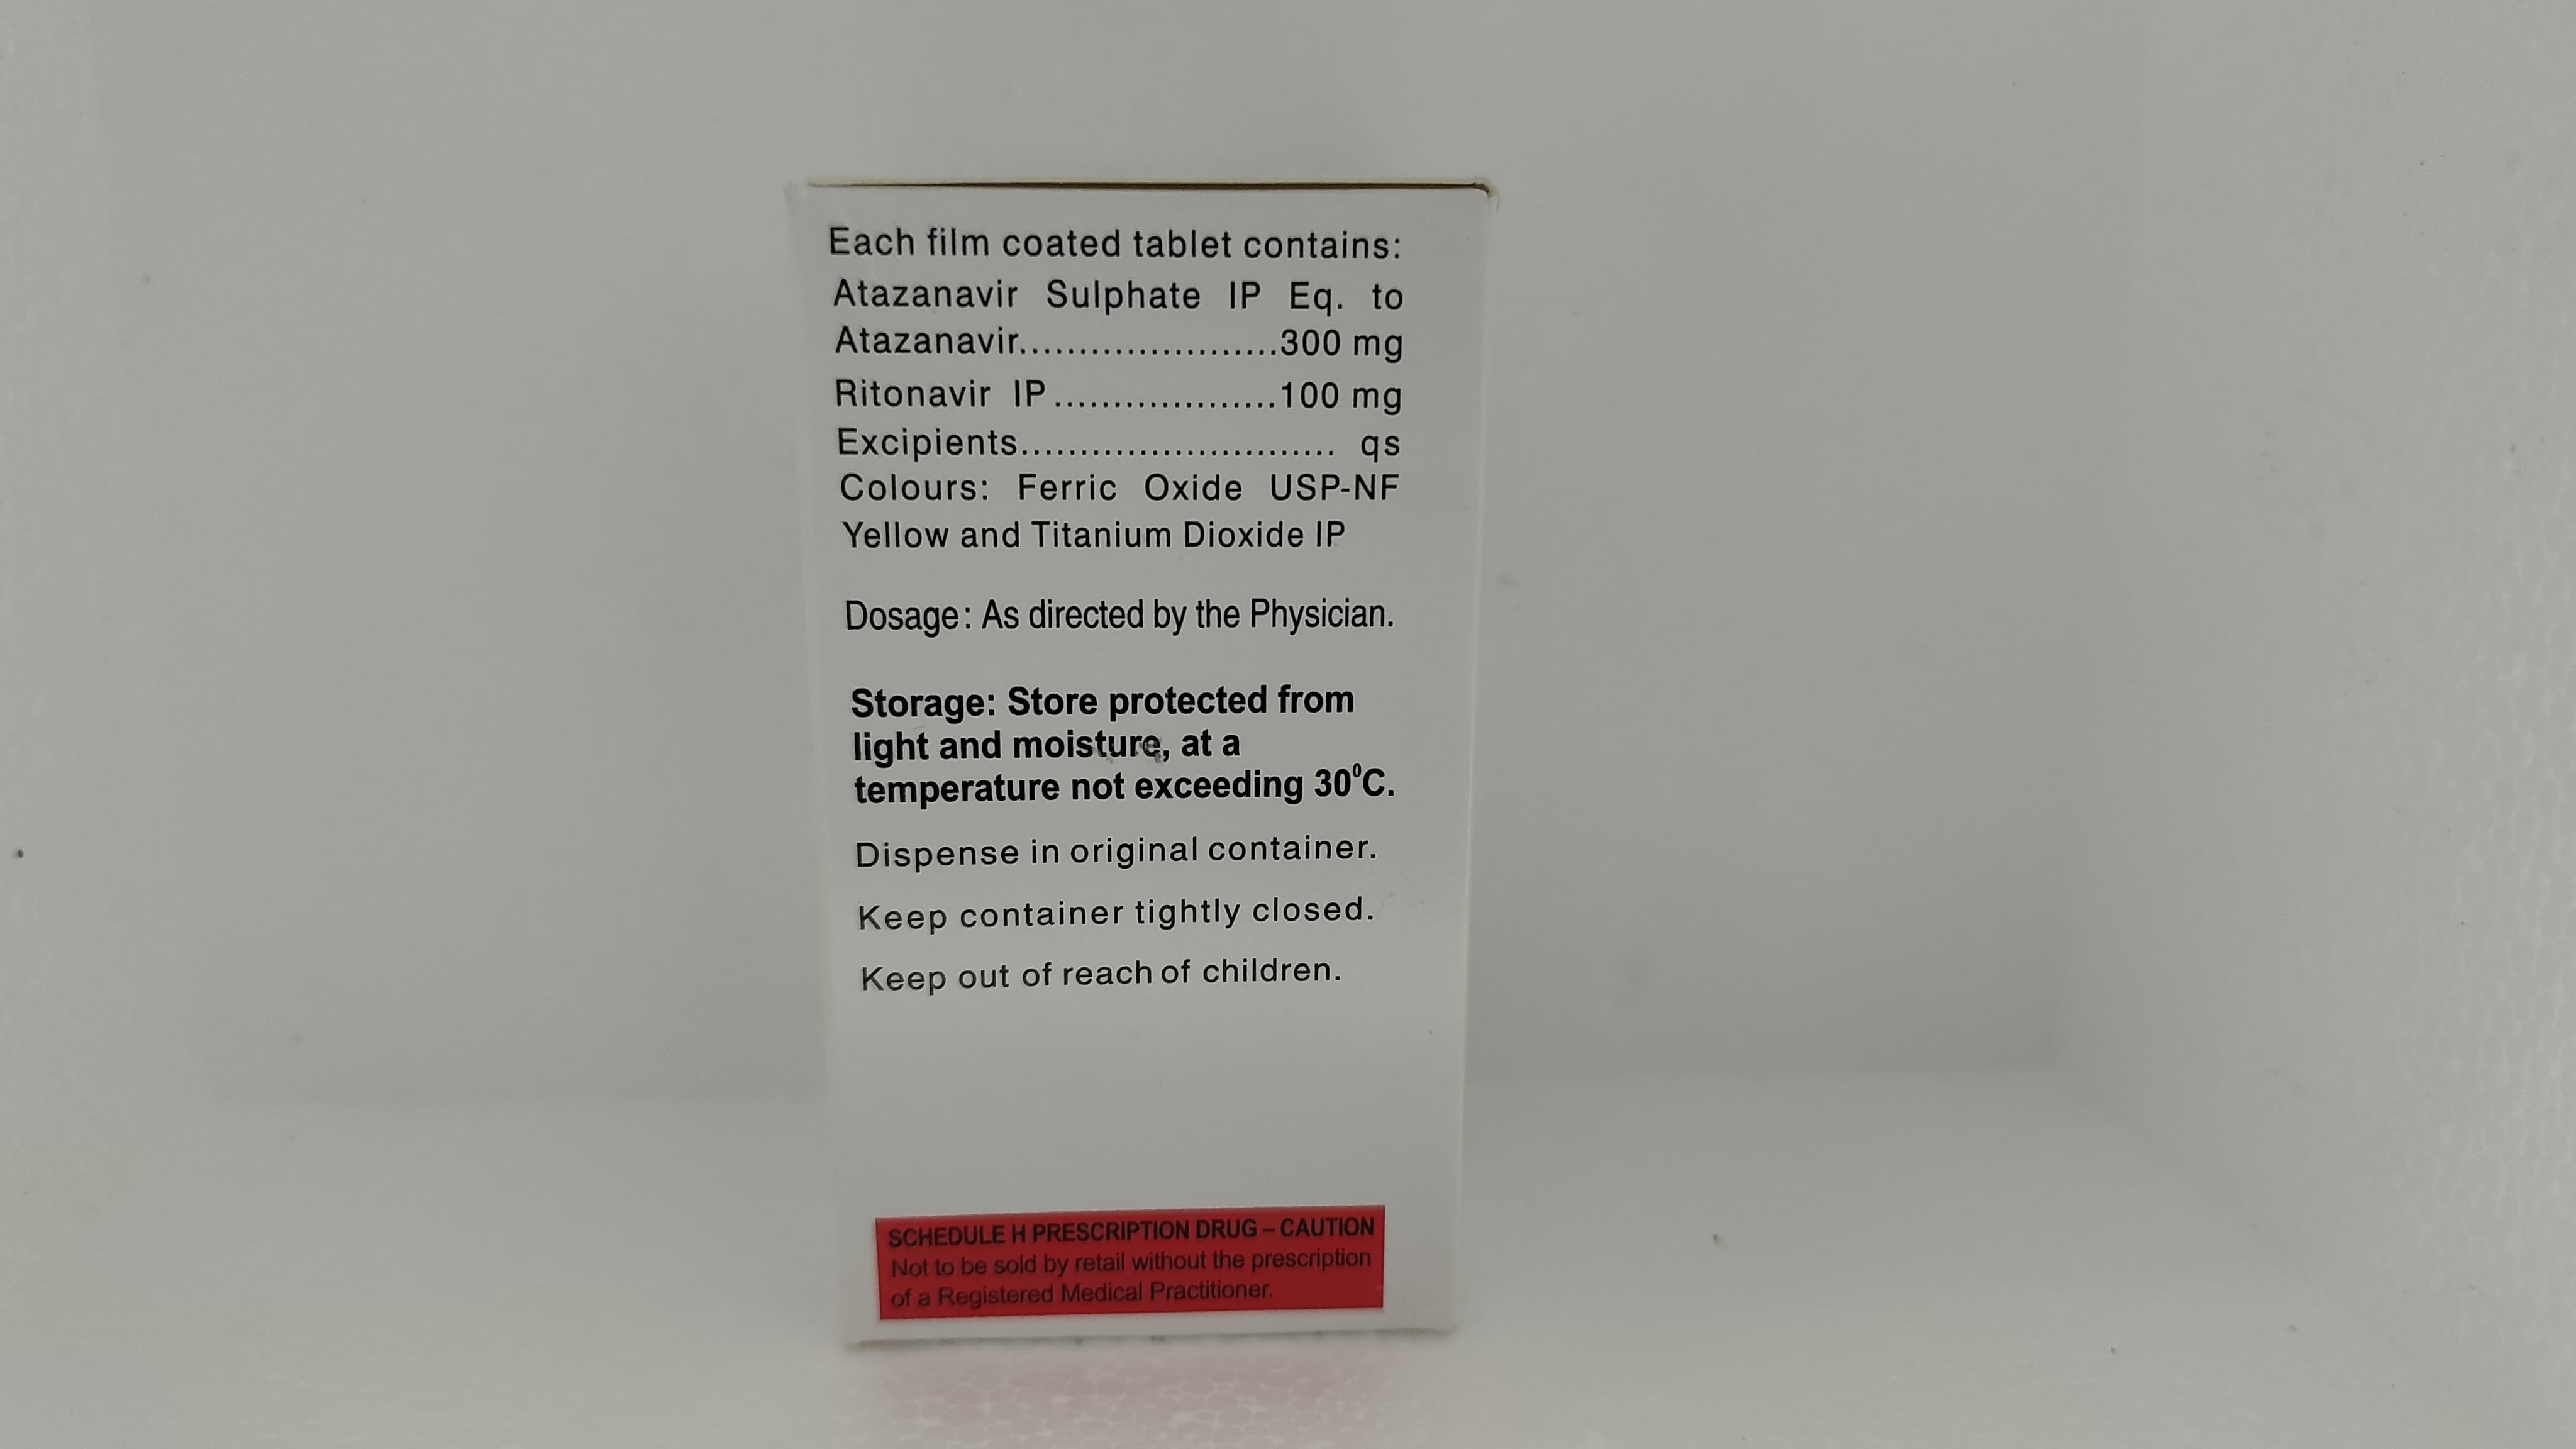 Each film coated tablet contains:
Atazanavir Sulphate IP Eq. to
Atazanavir......................300 mg
Ritonavir IP...................100 mg
Excipients........................... qs
Colours: Ferric Oxide USP-NF
Yellow and Titanium Dioxide IP
Dosage: As directed by the Physician.
Storage: Store protected from
light and moisture, at a
temperature not exceeding 30⁰C.
Dispense in original container.
Keep container tightly closed.
Keep out of reach of children.
SCHEDULE H PRESCRIPTION DRUG – CAUTION
Not to be sold by retail without the prescription
of a Registered Medical Practitioner.